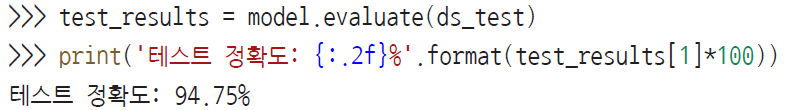 >>> test_results = model.evaluate(ds_test)
>>> print('테스트 정확도: {:.2f}%'.format(test_results[1]*100))
테스트 정확도: 94.75%